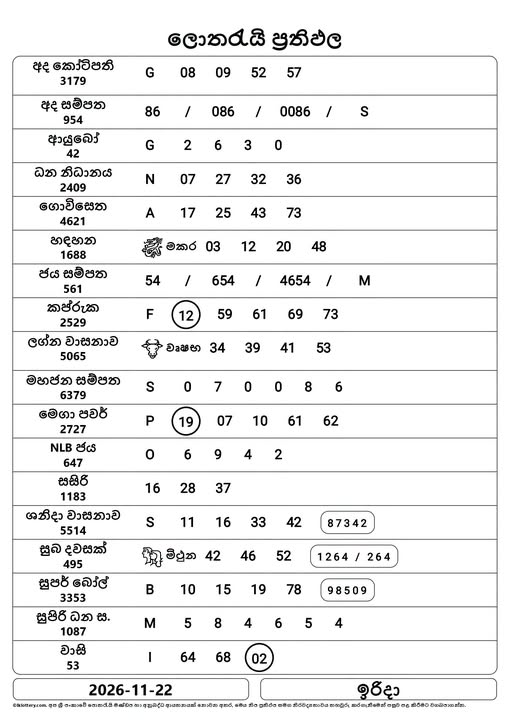 ලොතරැයි ප්‍රතිඵල
අද කෝටිපති
3179
G 08 09 52 57
අද සම්පත
954
86 / 086 / 0086 / S
ආයුබෝ
42
G 2 6 3 0
ධන නිධානය
2409
N 07 27 32 36
ගොවිසෙත
4621
A 17 25 43 73
හඳහන
1688
මකර 03 12 20 48
ජය සම්පත
561
54 / 654 / 4654 / M
කප්රුක
2529
F 12 59 61 69 73
ලග්න වාසනාව
5065
වෘෂභ 34 39 41 53
මහජන සම්පත
6379
S 0 7 0 0 8 6
මෙගා පවර්
2727
P 19 07 10 61 62
NLB ජය
647
O 6 9 4 2
සසිරි
1183
16 28 37
ශනිදා වාසනාව
5514
S 11 16 33 42 87342
සුබ දවසක්
495
මිථුන 42 46 52 1264 / 264
සුපර් බෝල්
3353
B 10 15 19 78 98509
සුපිරි ධන ස.
1087
M 5 8 4 6 5 4
වාසි
53
I 64 68 02
2026-11-22
ඉරිදා